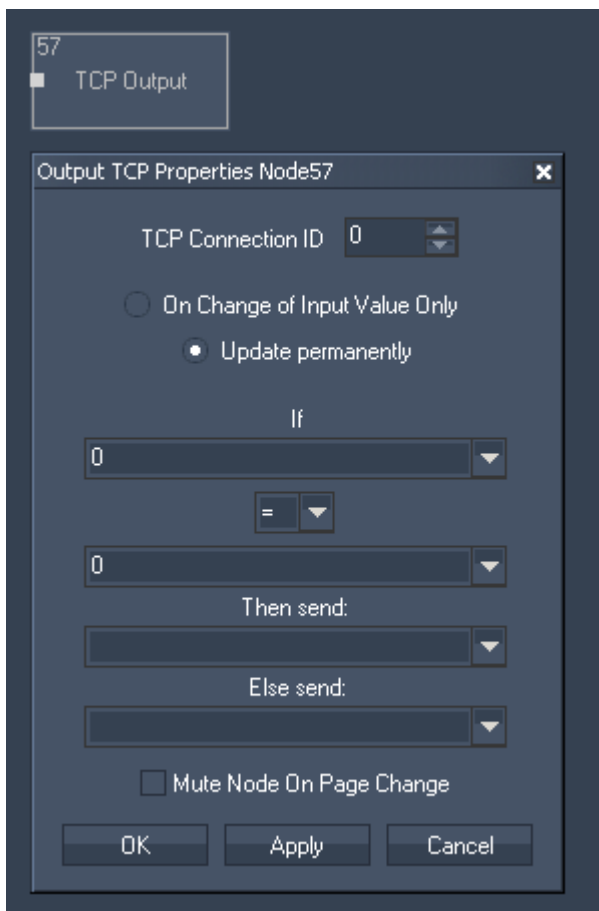 57
TCP Output
Output TCP Properties Node57
TCP Connection ID 0
On Change of Input Value Only
Update permanently
If
0
=
0
Then send:
Else send:
Mute Node On Page Change
OK Apply Cancel